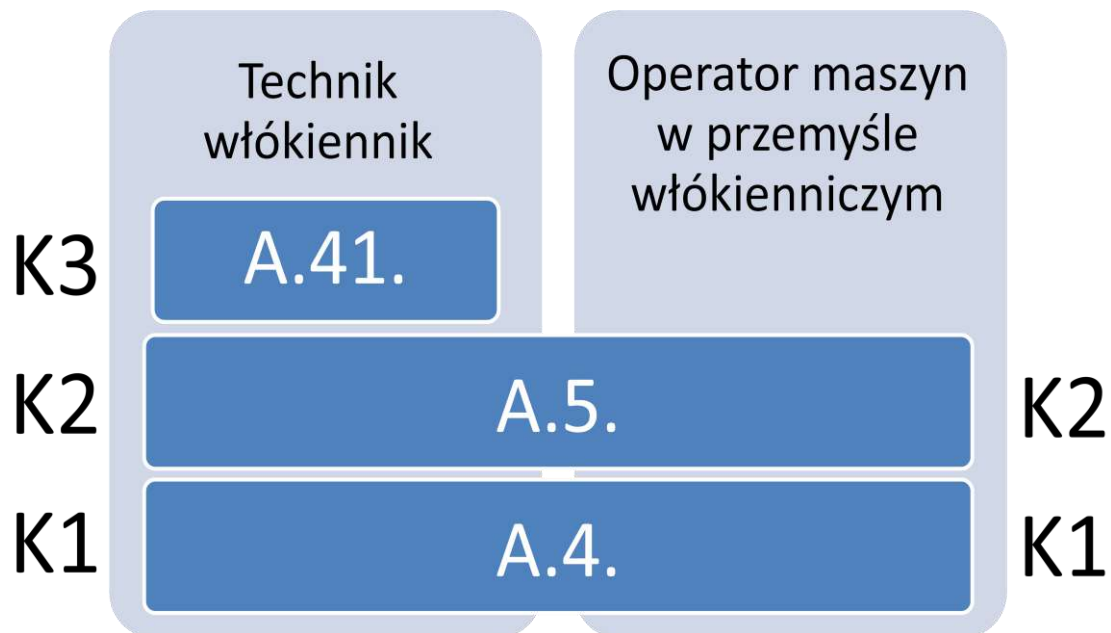 Technik
włókiennik
Operator maszyn
w przemyśle
włókienniczym
K3
A.41.
K2
A.5.
K2
K1
A.4.
K1